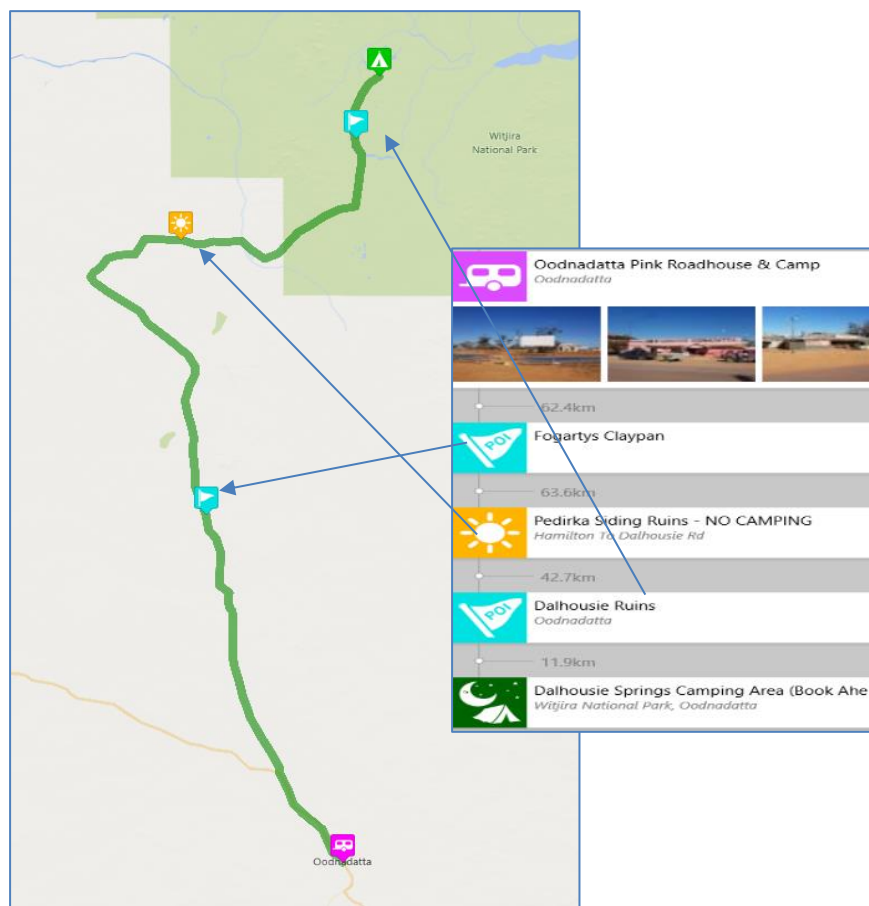 Witjira
National Park
Oodnadatta
Oodnadatta Pink Roadhouse & Camp
Oodnadatta
62.4km
POI
Fogartys Claypan
63.6km
Pedirka Siding Ruins - NO CAMPING
Hamilton To Dalhousie Rd
42.7km
POI
Dalhousie Ruins
Oodnadatta
11.9km
Dalhousie Springs Camping Area (Book Ahe
Witjira National Park, Oodnadatta